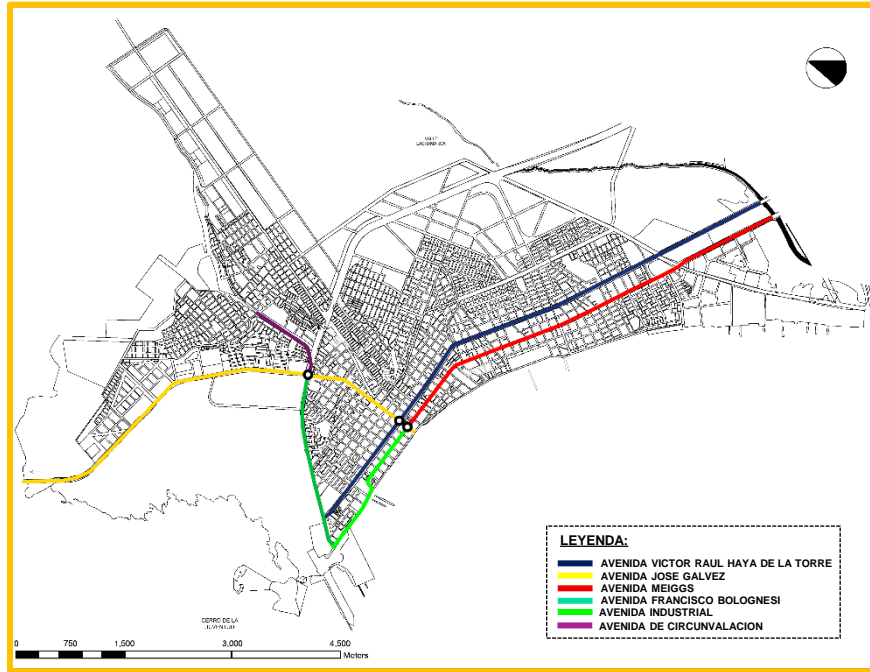 CERRO DE LA
JUVENTUD
LEYENDA:
AVENIDA VICTOR RAUL HAYA DE LA TORRE
AVENIDA JOSE GALVEZ
AVENIDA MEIGGS
AVENIDA FRANCISCO BOLOGNESI
AVENIDA INDUSTRIAL
AVENIDA DE CIRCUNVALACION
0 750 1,500 3,000 4,500
Meters